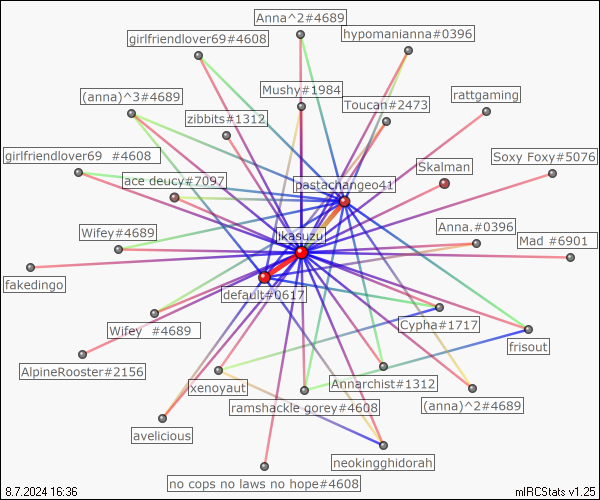 Anna^2#4689
girlfriendlover69#4608
hypomanianna#0396
(anna)^3#4689
Mushy#1984
rattgaming
zibbits#1312
Toucan#2473
girlfriendlover69 #4608
Skalman
Soxy Foxy#5076
ace deucy#7097
pastachangeo41
Wifey#4689
jkasuzu
Anna.#0396
Mad #6901
fakedingo
default#0617
Wifey #4689
Cypha#1717
frisout
AlpineRooster#2156
xenoyaut
Annarchist#1312
ramshackle gorey#4608
(anna)^2#4689
avelicious
neokingghidorah
no cops no laws no hope#4608
8.7.2024 16:36
mIRCStats v1.25